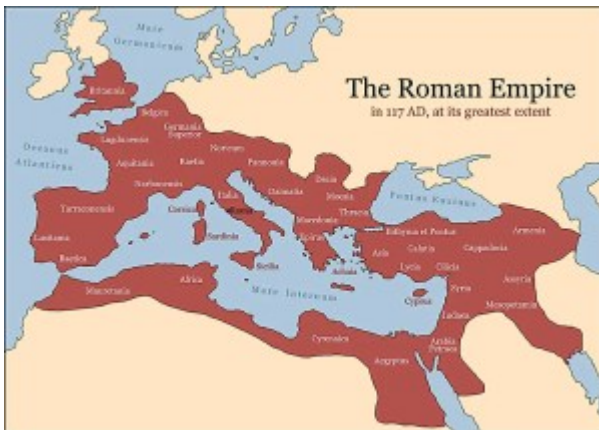 The Roman Empire
in 117 AD, at its greatest extent
Mare
Germanicum
Britannia
Oceanus
Atlanticus
Belgica
Germania
Superior
Lugdunensis
Noricum
Aquitania
Raetia
Pannonia
Narbonensis
Dalmatia
Dacia
Moesia
Pontus Euxinus
Tarraconensis
Corsica
Italia
Roma
Thracia
Macedonia
Bithynia et Pontus
Armenia
Lusitania
Sardinia
Epirus
Asia
Galatia
Cappadocia
Baetica
Sicilia
Achaia
Lycia
Cilicia
Assyria
Mauretania
Africa
Mare Internum
Cyprus
Syria
Mesopotamia
Iudaea
Cyrenaica
Arabia
Petraea
Aegyptus